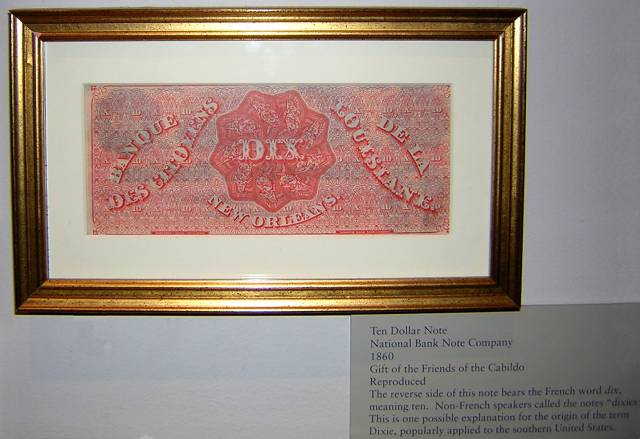 BANQUE
DES CITOYENS
DE LA
LOUISIANE
DIX
NEW ORLEANS
Ten Dollar Note
National Bank Note Company
1860
Gift of the Friends of the Cabildo
Reproduced
The reverse side of this note bears the French word dix,
meaning ten. Non-French speakers called the notes "dixies
This is one possible explanation for the origin of the term
Dixie, popularly applied to the southern United States.